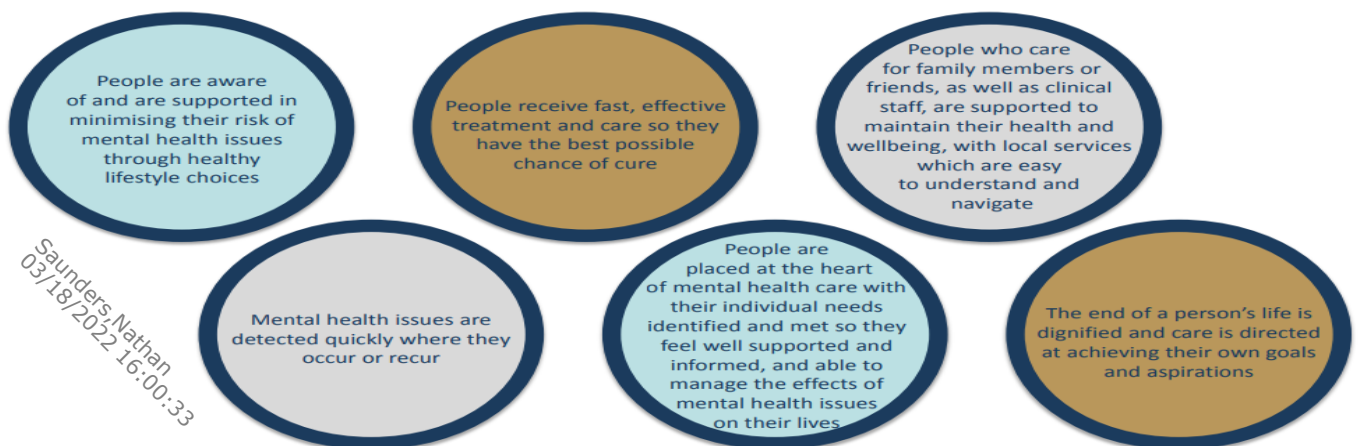 People are aware
of and are supported in
minimising their risk of
mental health issues
through healthy
lifestyle choices
People receive fast, effective
treatment and care so they
have the best possible
chance of cure
People who care
for family members or
friends, as well as clinical
staff, are supported to
maintain their health and
wellbeing, with local services
which are easy
to understand and
navigate
Mental health issues are
detected quickly where they
occur or recur
People are
placed at the heart
of mental health care with
their individual needs
identified and met so they
feel well supported and
informed, and able to
manage the effects of
mental health issues
on their lives
The end of a person’s life is
dignified and care is directed
at achieving their own goals
and aspirations
Saunders,Nathan
03/18/2022 16:00:33